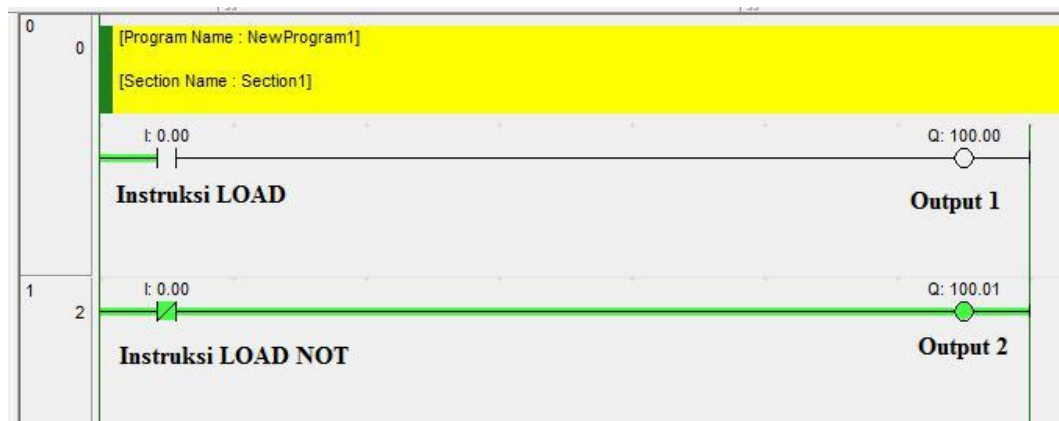 0
0
[Program Name : NewProgram1]
[Section Name : Section1]
I: 0.00
Q: 100.00
Instruksi LOAD
Output 1
1
2
I: 0.00
Q: 100.01
Instruksi LOAD NOT
Output 2